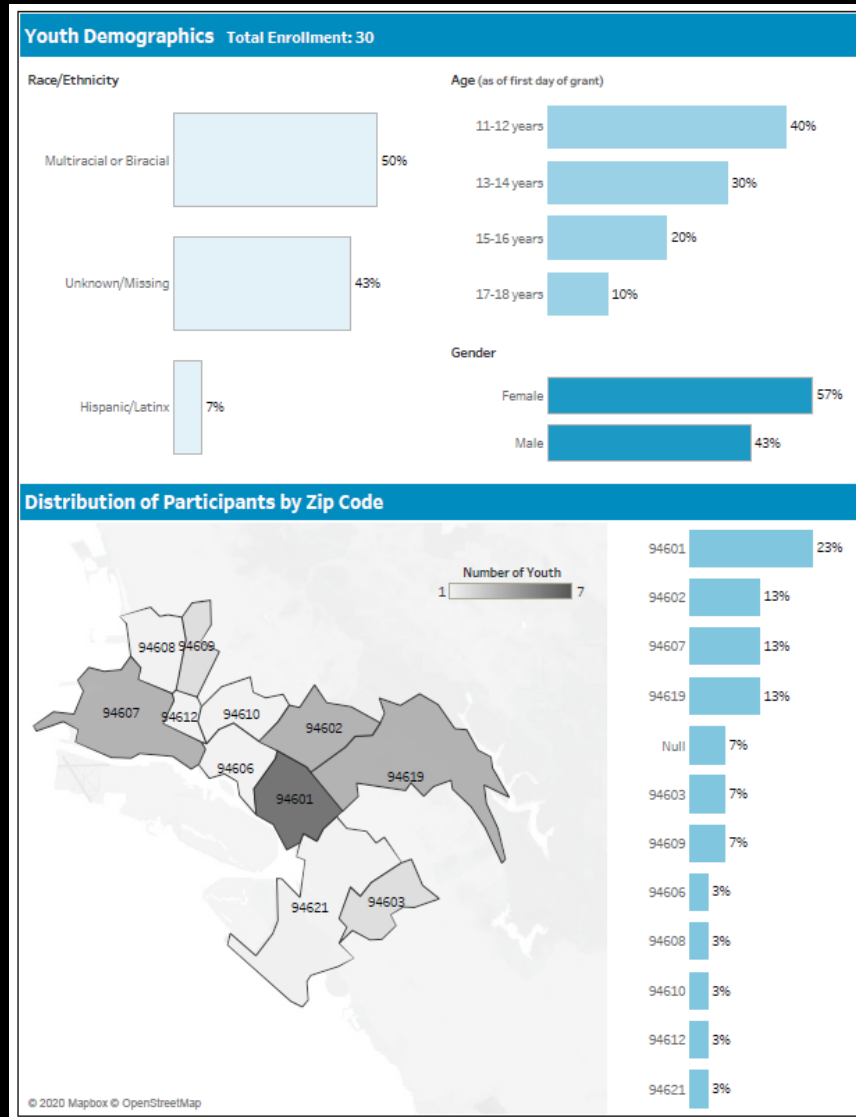 Youth Demographics Total Enrollment: 30
Race/Ethnicity
Multiracial or Biracial 50%
Unknown/Missing 43%
Hispanic/Latinx 7%
Age (as of first day of grant)
11-12 years 40%
13-14 years 30%
15-16 years 20%
17-18 years 10%
Gender
Female 57%
Male 43%
Distribution of Participants by Zip Code
Number of Youth
1 7
94608
94609
94607
94612
94610
94602
94606
94619
94601
94621
94603
© 2020 Mapbox © OpenStreetMap
94601 23%
94602 13%
94607 13%
94619 13%
Null 7%
94603 7%
94609 7%
94606 3%
94608 3%
94610 3%
94612 3%
94621 3%